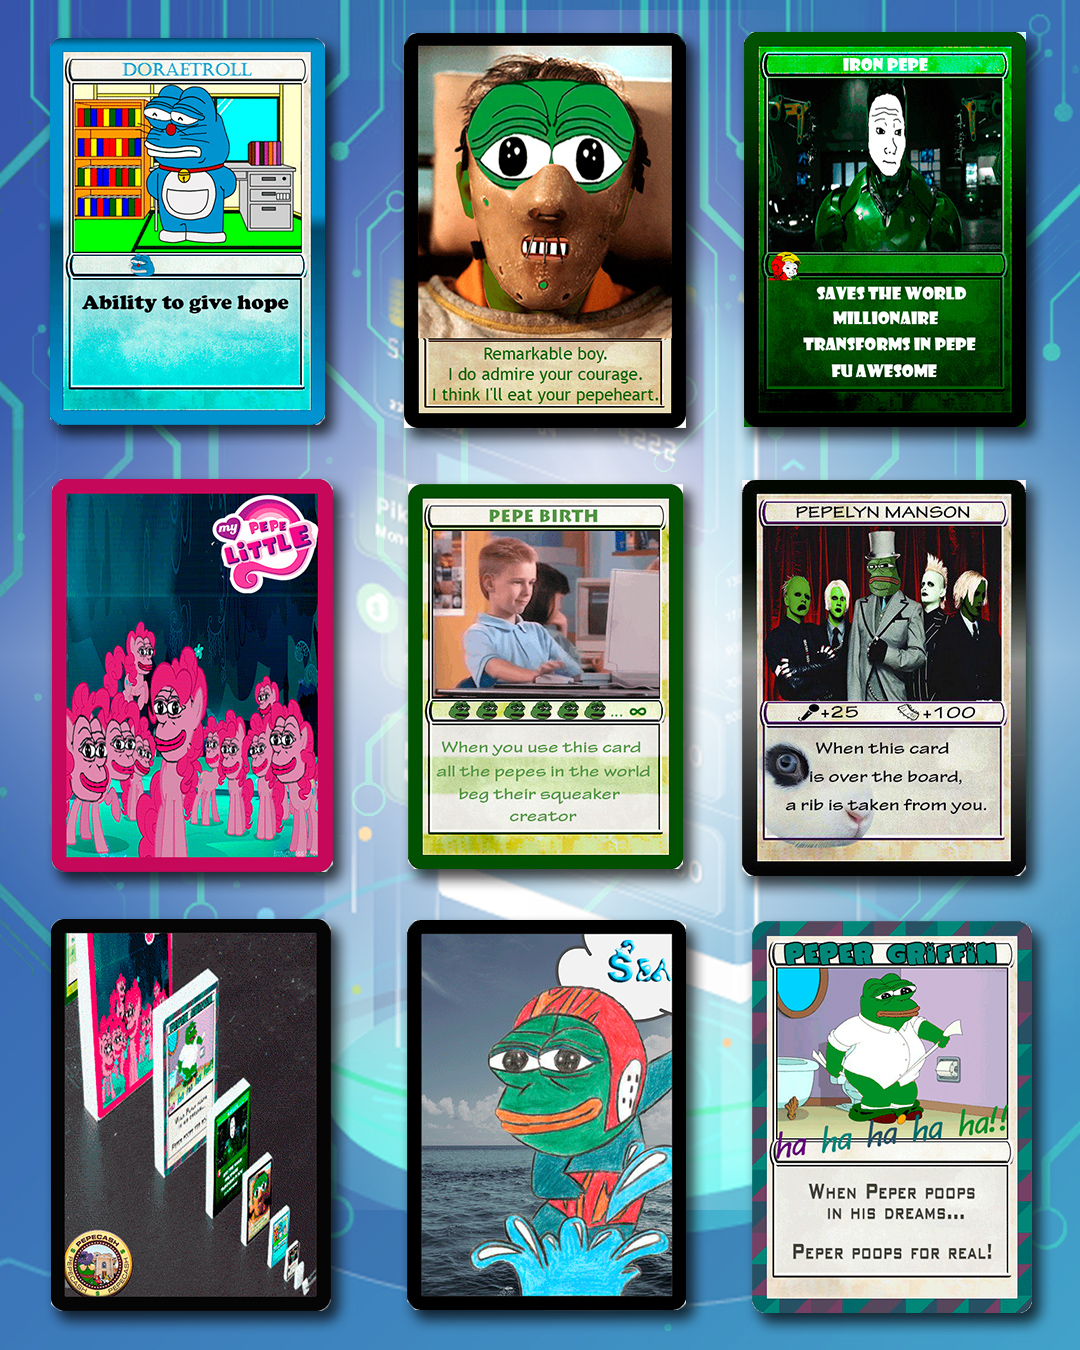 DORAETROLL
Ability to give hope
Remarkable boy.
I do admire your courage.
I think I'll eat your pepeheart.
IRON PEPE
SAVES THE WORLD
MILLIONAIRE
TRANSFORMS IN PEPE
FU AWESOME
my PEPE
LiTTLE
PEPE BIRTH
... ∞
When you use this card
all the pepes in the world
beg their squeaker
creator
PEPELYN MANSON
+25 +100
When this card
is over the board,
a rib is taken from you.
PEPECASH
SEA
PEPER GRiFFiN
ha ha ha ha ha!!
WHEN PEPER POOPS
IN HIS DREAMS...
PEPER POOPS FOR REAL!